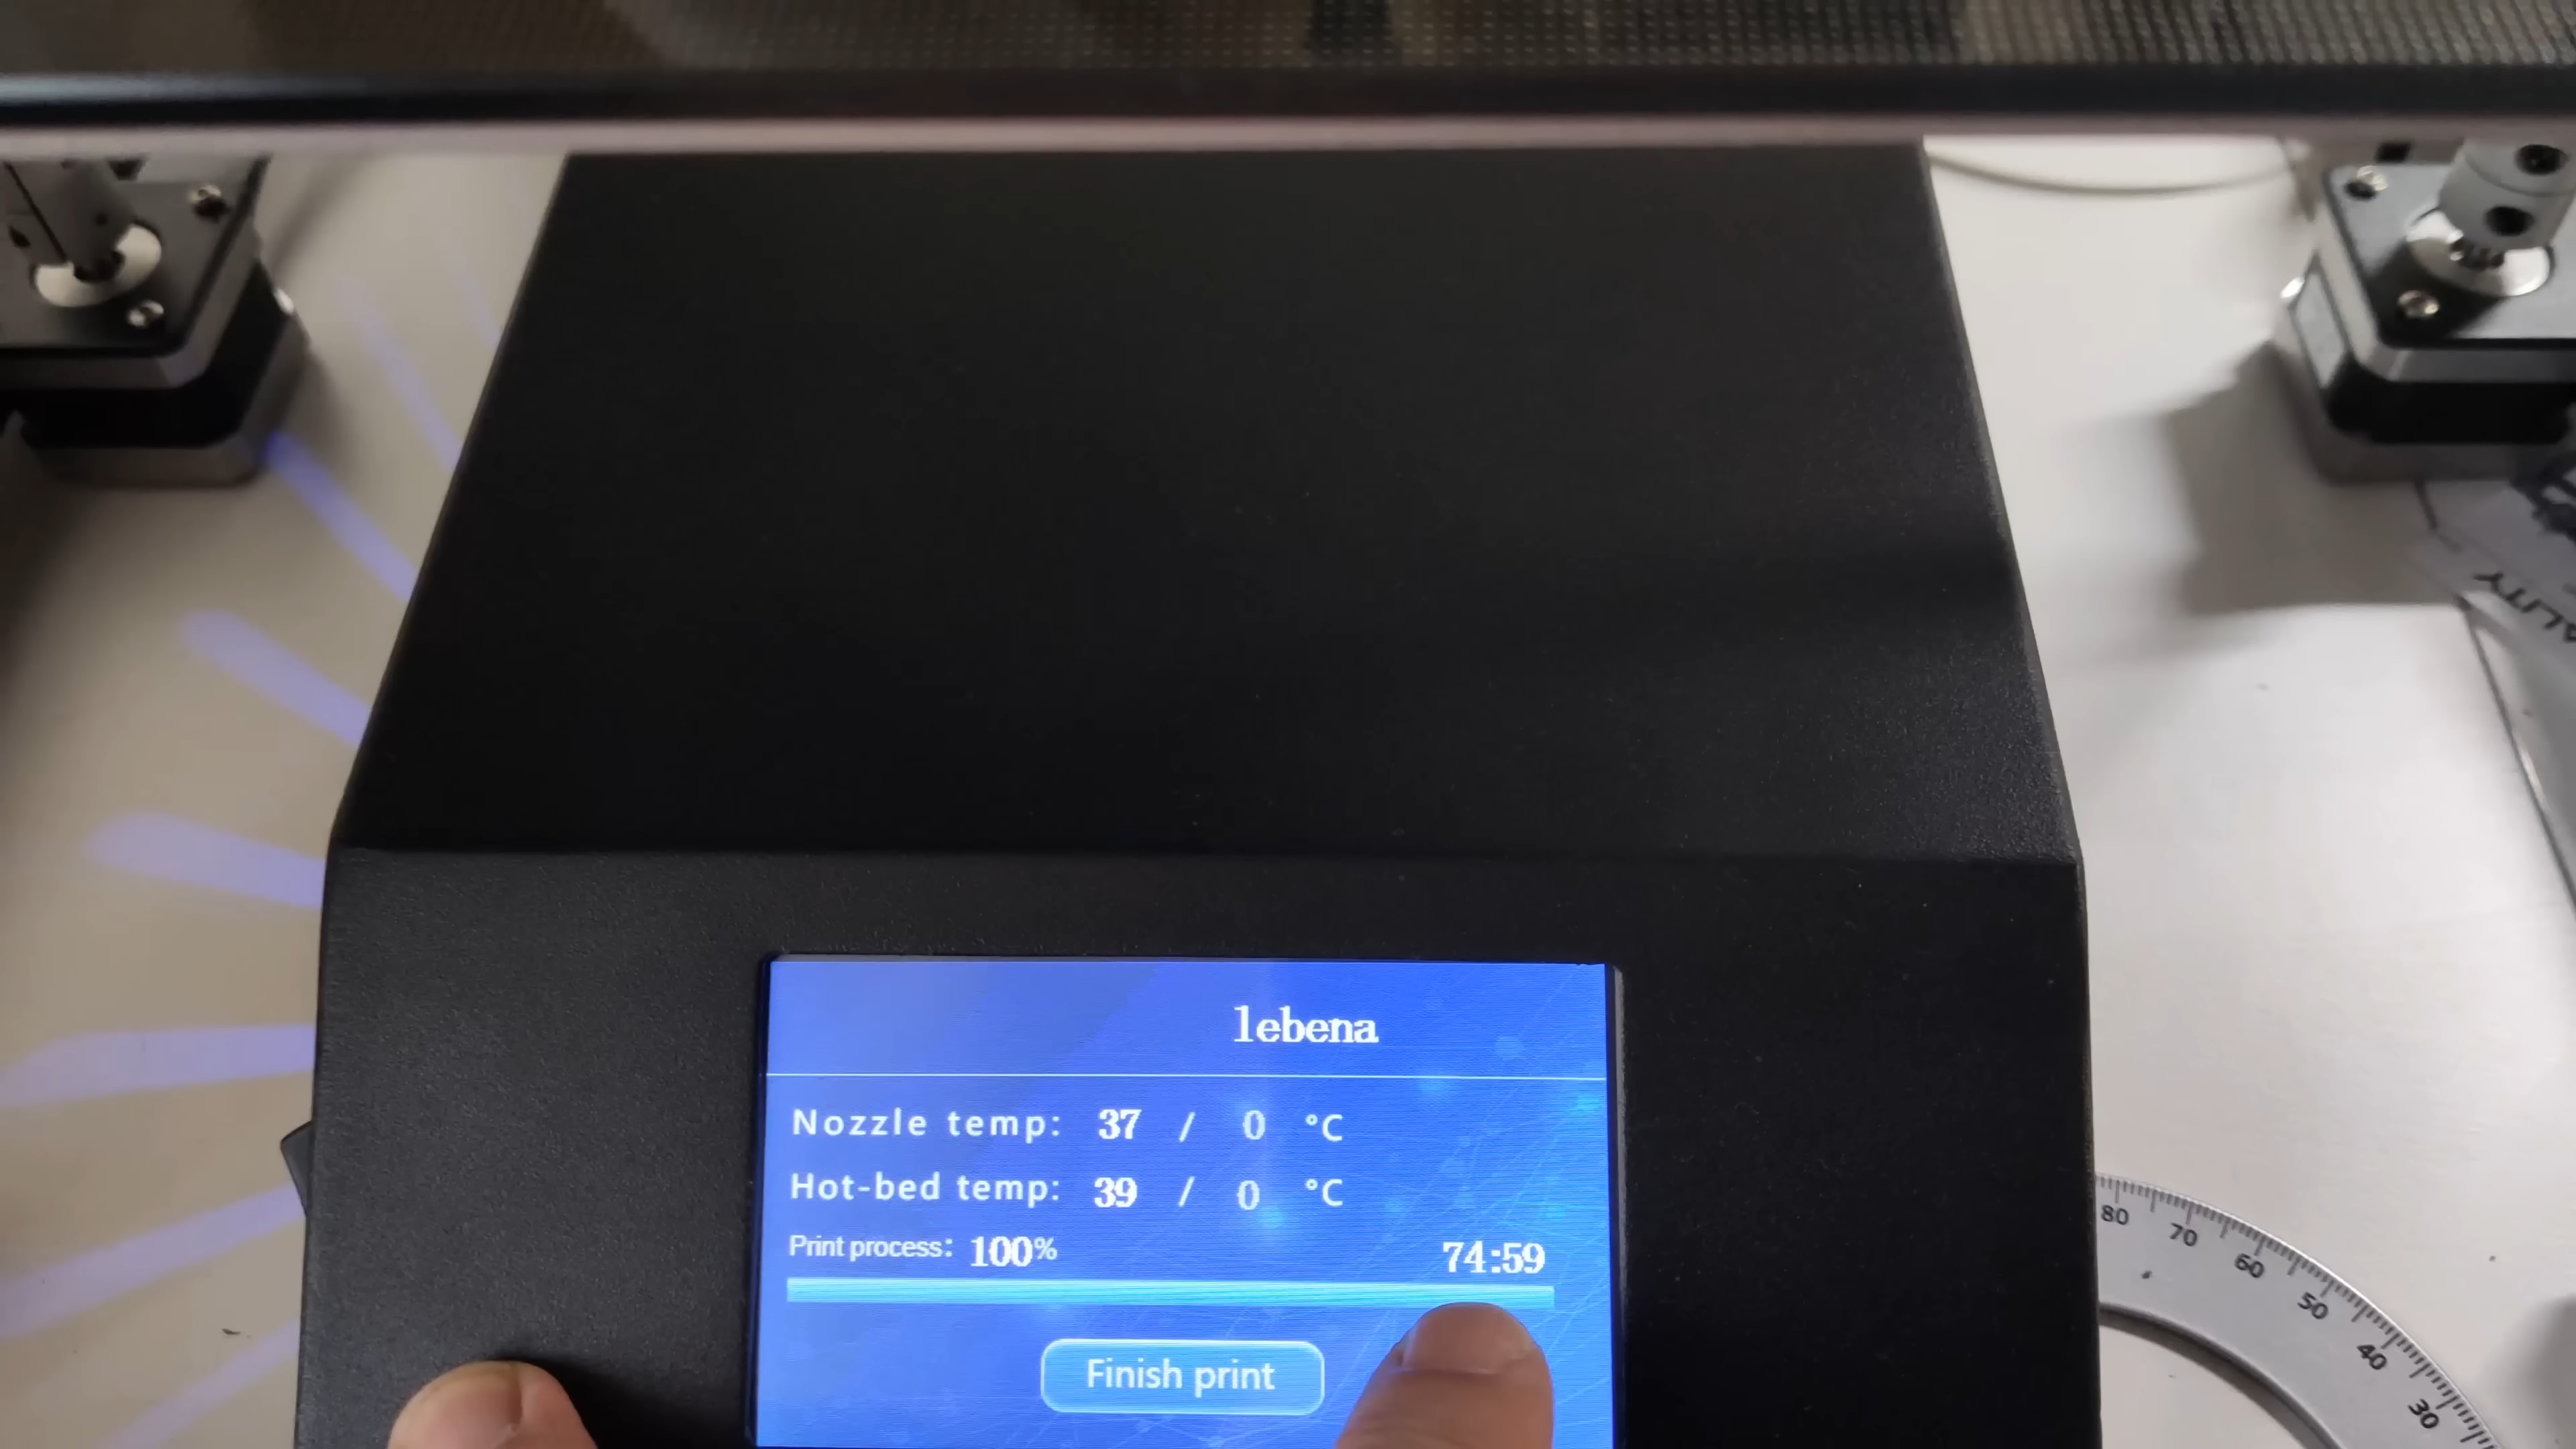 lebena
Nozzle temp: 37 / 0 °C
Hot-bed temp: 39 / 0 °C
Print process: 100% 74:59
Finish print
80 70 60 50 40 30
ALITY